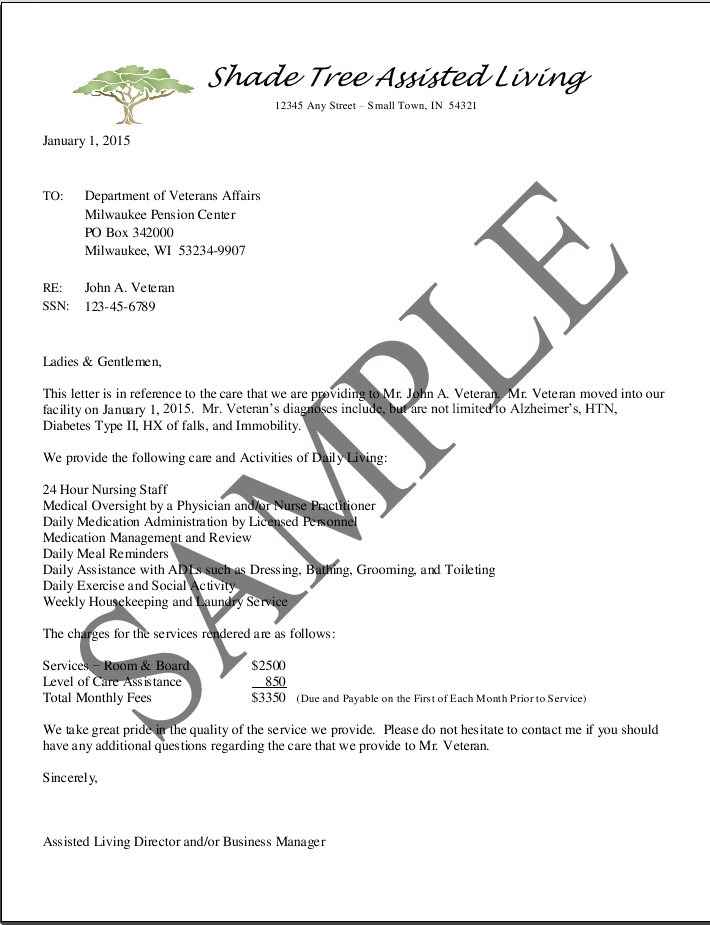 Shade Tree Assisted Living
12345 Any Street – Small Town, IN 54321
January 1, 2015
TO: Department of Veterans Affairs
Milwaukee Pension Center
PO Box 342000
Milwaukee, WI 53234-9907
RE: John A. Veteran
SSN: 123-45-6789
Ladies & Gentlemen,
This letter is in reference to the care that we are providing to Mr. John A. Veteran. Mr. Veteran moved into our
facility on January 1, 2015. Mr. Veteran's diagnoses include, but are not limited to Alzheimer's, HTN,
Diabetes Type II, HX of falls, and Immobility.
We provide the following care and Activities of Daily Living:
24 Hour Nursing Staff
Medical Oversight by a Physician and/or Nurse Practitioner
Daily Medication Administration by Licensed Personnel
Medication Management and Review
Daily Meal Reminders
Daily Assistance with ADLs such as Dressing, Bathing, Grooming, and Toileting
Daily Exercise and Social Activity
Weekly Housekeeping and Laundry Service
The charges for the services rendered are as follows:
Services – Room & Board $2500
Level of Care Assistance 850
Total Monthly Fees $3350 (Due and Payable on the First of Each Month Prior to Service)
We take great pride in the quality of the service we provide. Please do not hesitate to contact me if you should
have any additional questions regarding the care that we provide to Mr. Veteran.
Sincerely,
Assisted Living Director and/or Business Manager
SAMPLE